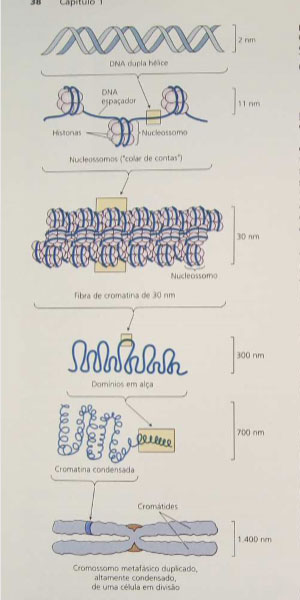 38 Capítulo 1
2 nm
DNA dupla hélice
DNA
espaçador
11 nm
Histonas
Nucleossomo
Nucleossomos ("colar de contas")
30 nm
Nucleossomo
Fibra de cromatina de 30 nm
300 nm
Domínios em alça
700 nm
Cromatina condensada
Cromátides
1.400 nm
Cromossomo metafásico duplicado,
altamente condensado,
de uma célula em divisão